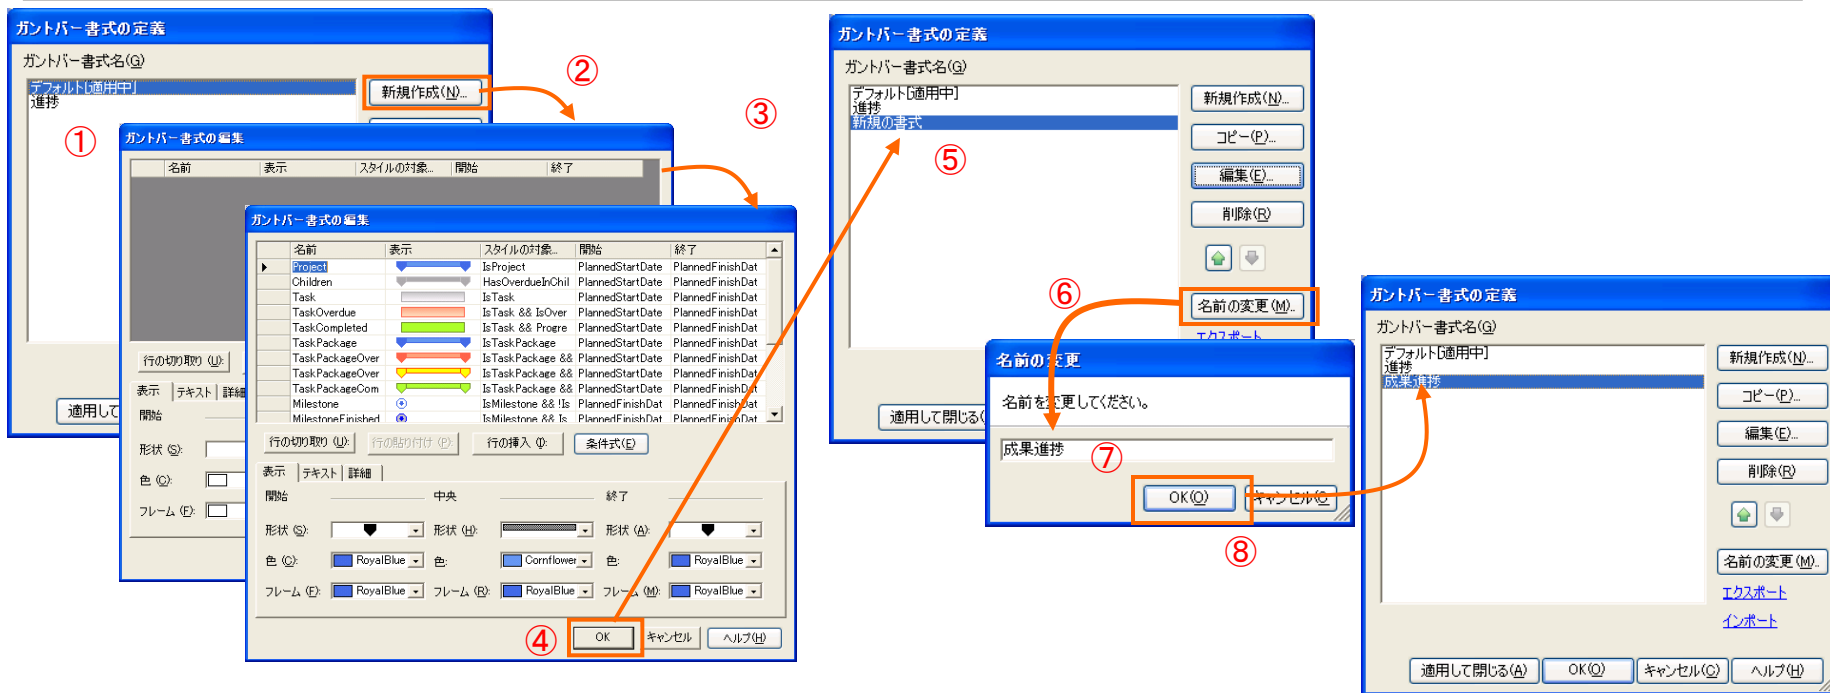 ガントバー書式の定義
ガントバー書式名(G)
デフォルト[適用中]
進捗
新規作成(N)...
①
②
適用して
ガントバー書式の編集
名前 表示 スタイルの対象... 開始 終了
行の切り取り (U):
表示 テキスト 詳細
開始
形状 (S):
色 (C):
フレーム (F):
③
ガントバー書式の編集
名前 表示 スタイルの対象... 開始 終了
Project IsProject PlannedStartDate PlannedFinishDat
Children HasOverdueInChil PlannedStartDate PlannedFinishDat
Task IsTask PlannedStartDate PlannedFinishDat
TaskOverdue IsTask && IsOver PlannedStartDate PlannedFinishDat
TaskCompleted IsTask && Progre PlannedStartDate PlannedFinishDat
TaskPackage IsTaskPackage PlannedStartDate PlannedFinishDat
TaskPackageOver IsTaskPackage && PlannedStartDate PlannedFinishDat
TaskPackageOver IsTaskPackage && PlannedStartDate PlannedFinishDat
TaskPackageCom IsTaskPackage && PlannedStartDate PlannedFinishDat
Milestone IsMilestone && !Is PlannedFinishDat PlannedFinishDat
MilestoneFinished IsMilestone && Is PlannedFinishDat PlannedFinishDat
行の切り取り (U): 行の貼り付け (P): 行の挿入 (I): 条件式(E)
表示 テキスト 詳細
開始 中央 終了
形状 (S): 形状 (H): 形状 (A):
色 (C): RoyalBlue 色: Cornflower 色: RoyalBlue
フレーム (F): RoyalBlue フレーム (R): RoyalBlue フレーム (M): RoyalBlue
④
OK キャンセル ヘルプ(H)
ガントバー書式の定義
ガントバー書式名(G)
デフォルト[適用中]
進捗
新規の書式
⑤
新規作成(N)...
コピー(P)...
編集(E)...
削除(R)
名前の変更(M)...
エクスポート
適用して閉じる(
⑥
名前の変更
名前を変更してください。
成果進捗
⑦
OK(O) キャンセル(C
⑧
ガントバー書式の定義
ガントバー書式名(G)
デフォルト[適用中]
進捗
成果進捗
新規作成(N)...
コピー(P)...
編集(E)...
削除(R)
名前の変更(M)...
エクスポート
インポート
適用して閉じる(A) OK(O) キャンセル(C) ヘルプ(H)